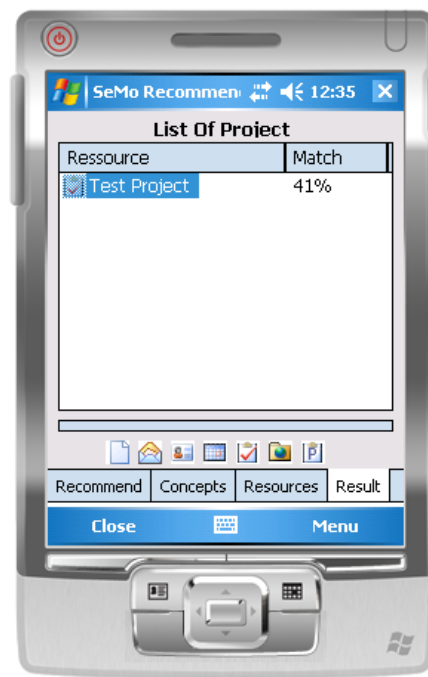 SeMo Recommen 12:35
List Of Project
Ressource Match
Test Project 41%
P
Recommend Concepts Resources Result
Close Menu